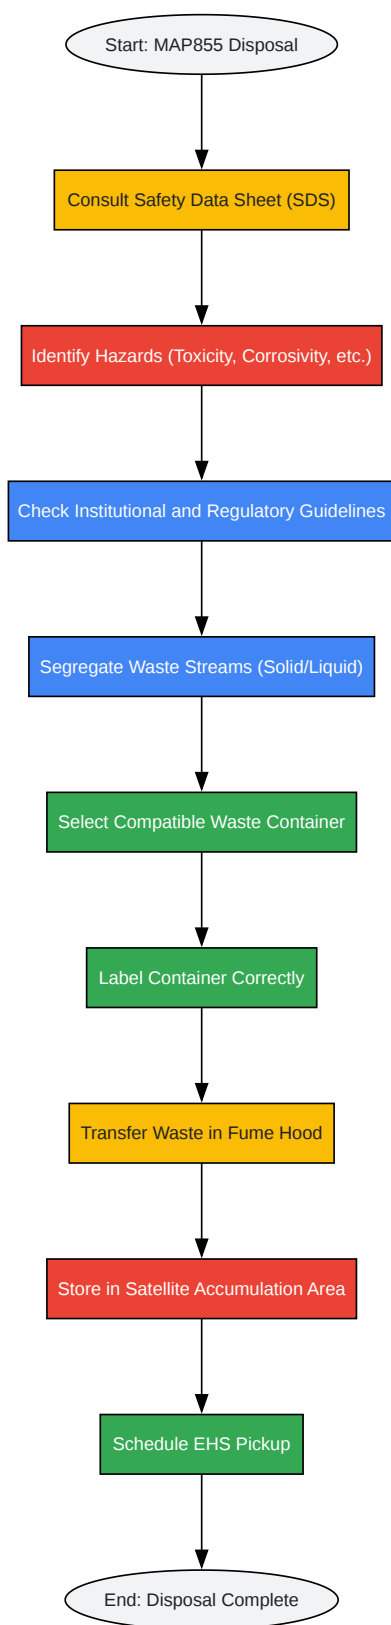 Start: MAP855 Disposal
Consult Safety Data Sheet (SDS)
Identify Hazards (Toxicity, Corrosivity, etc.)
Check Institutional and Regulatory Guidelines
Segregate Waste Streams (Solid/Liquid)
Select Compatible Waste Container
Label Container Correctly
Transfer Waste in Fume Hood
Store in Satellite Accumulation Area
Schedule EHS Pickup
End: Disposal Complete